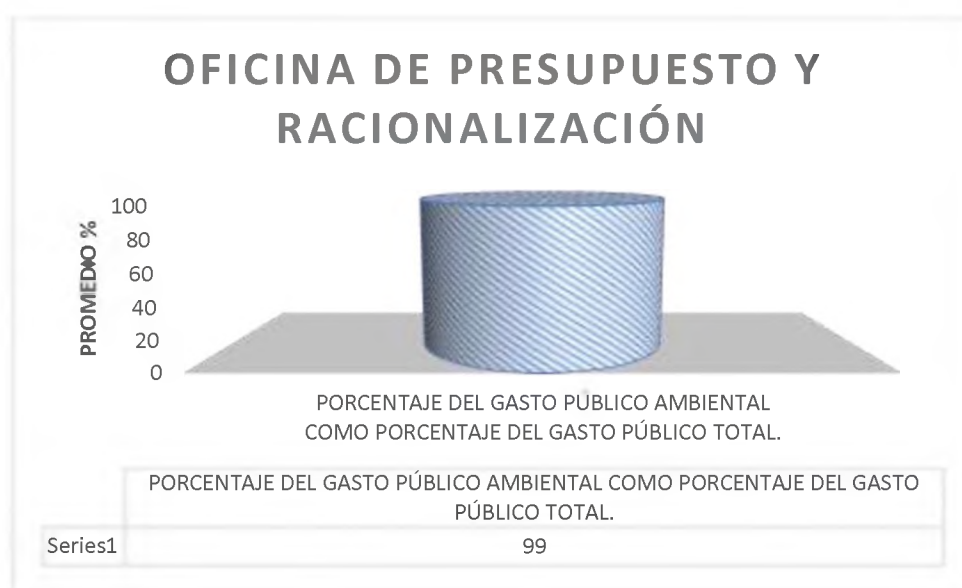 OFICINA DE PRESUPUESTO Y
RACIONALIZACIÓN
PROMEDIO %
100
80
60
40
20
0
PORCENTAJE DEL GASTO PÚBLICO AMBIENTAL
COMO PORCENTAJE DEL GASTO PÚBLICO TOTAL.
PORCENTAJE DEL GASTO PÚBLICO AMBIENTAL COMO PORCENTAJE DEL GASTO
PÚBLICO TOTAL.
Series1 99